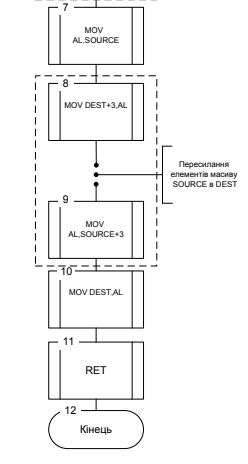 7
MOV
AL,SOURCE
8
MOV DEST+3,AL
Пересилання
елементів масиву
SOURCE в DEST
9
MOV
AL,SOURCE+3
10
MOV DEST,AL
11
RET
12
Кінець